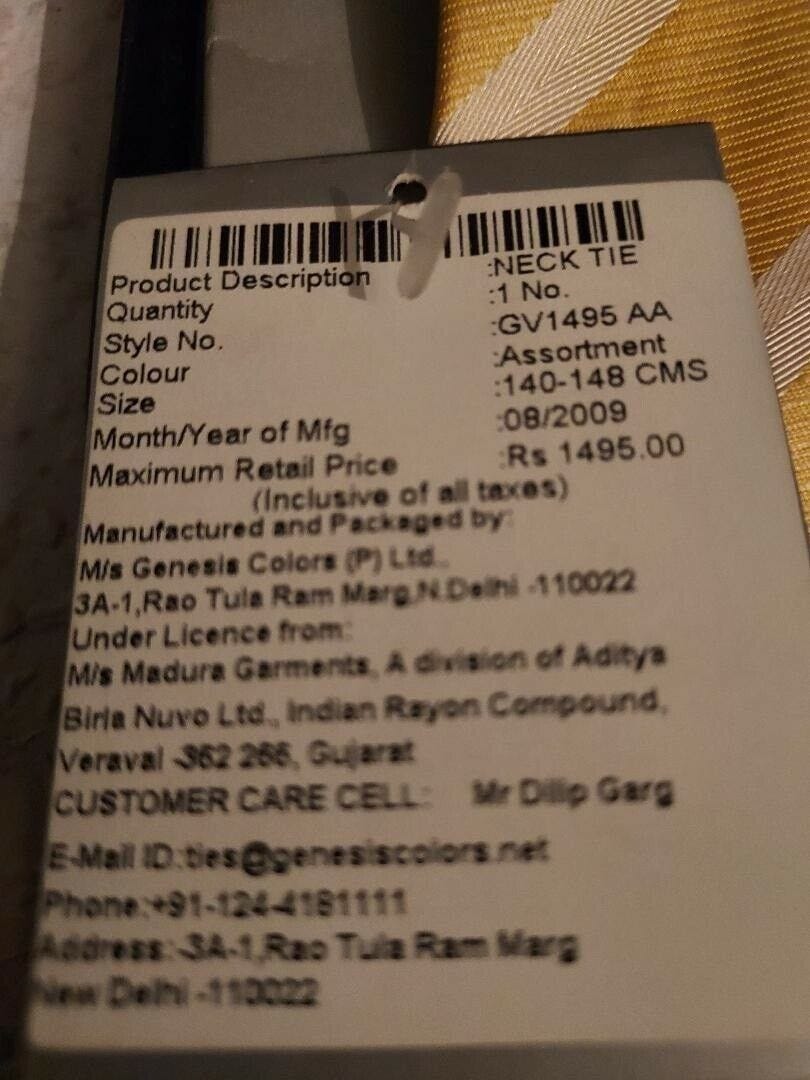 Product Description :NECK TIE
Quantity :1 No.
Style No. :GV1495 AA
Colour :Assortment
Size :140-148 CMS
Month/Year of Mfg :08/2009
Maximum Retail Price :Rs 1495.00
(Inclusive of all taxes)
Manufactured and Packaged by:
M/s Genesis Colors (P) Ltd.,
3A-1,Rao Tula Ram Marg,N.Delhi -110022
Under Licence from:
M/s Madura Garments, A division of Aditya
Birla Nuvo Ltd., Indian Rayon Compound,
Veraval -362 266, Gujarat
CUSTOMER CARE CELL: Mr Dilip Garg
E-Mail ID:ties@genesiscolors.net
Phone:+91-124-4181111
Address:-3A-1,Rao Tula Ram Marg
New Delhi -110022